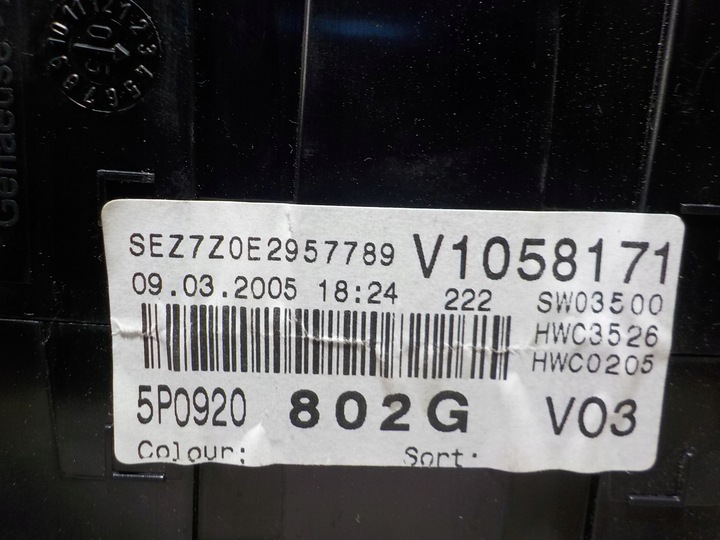 SEZ7Z0E2957789 V1058171
09.03.2005 18:24 222 SW03500
HWC3526
HWC0205
5P0920 802G V03
Colour: Sort: